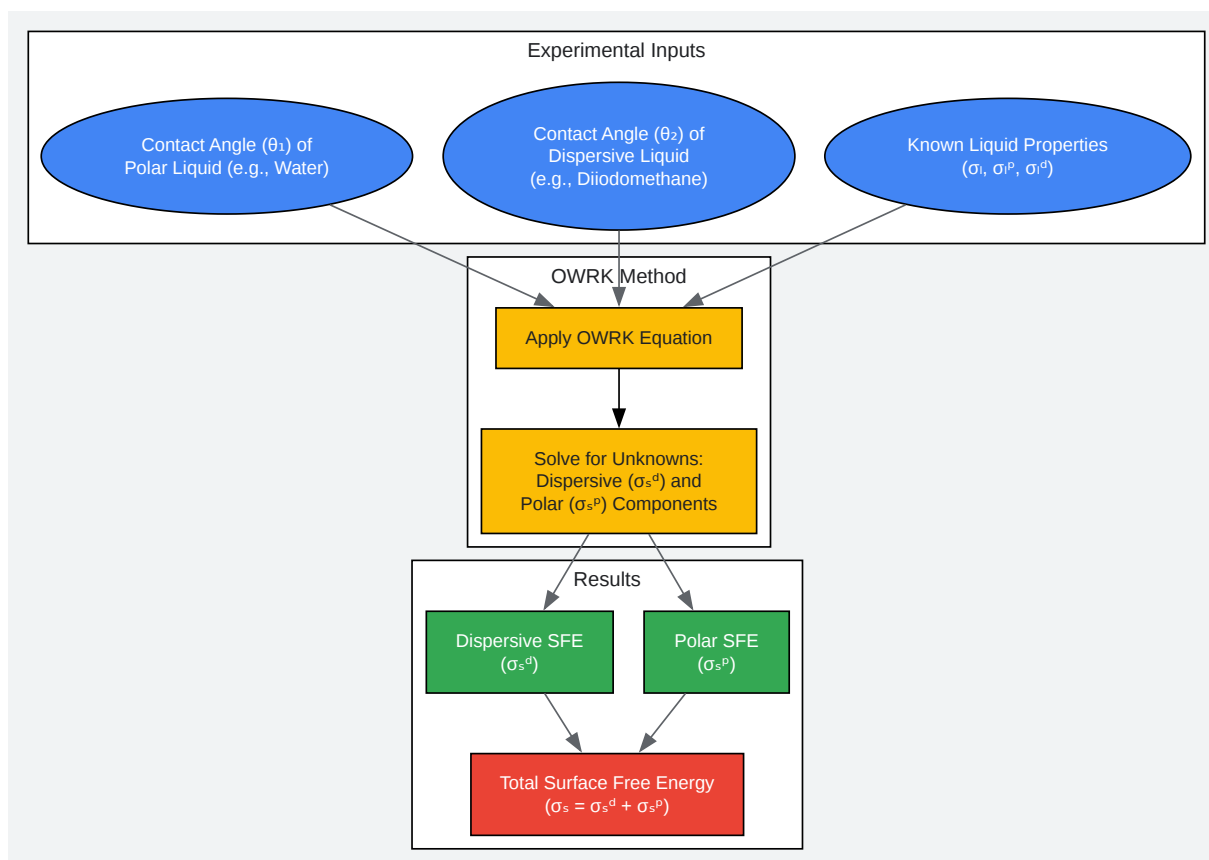 Experimental Inputs
Contact Angle (θ₁) of
Polar Liquid (e.g., Water)
Contact Angle (θ₂) of
Dispersive Liquid
(e.g., Diiodomethane)
Known Liquid Properties
(σₗ, σₗᵖ, σₗᵈ)
OWRK Method
Apply OWRK Equation
Solve for Unknowns:
Dispersive (σₛᵈ) and
Polar (σₛᵖ) Components
Results
Dispersive SFE
(σₛᵈ)
Polar SFE
(σₛᵖ)
Total Surface Free Energy
(σₛ = σₛᵈ + σₛᵖ)